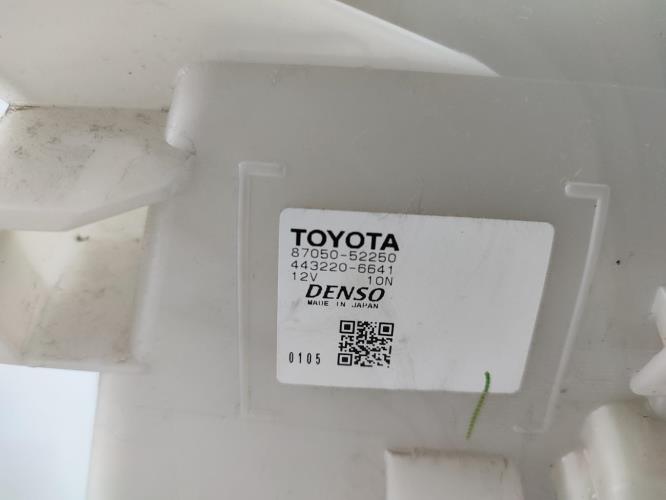 TOYOTA
87050-52250
443220-6641
12V 10N
DENSO
MADE IN JAPAN
0105